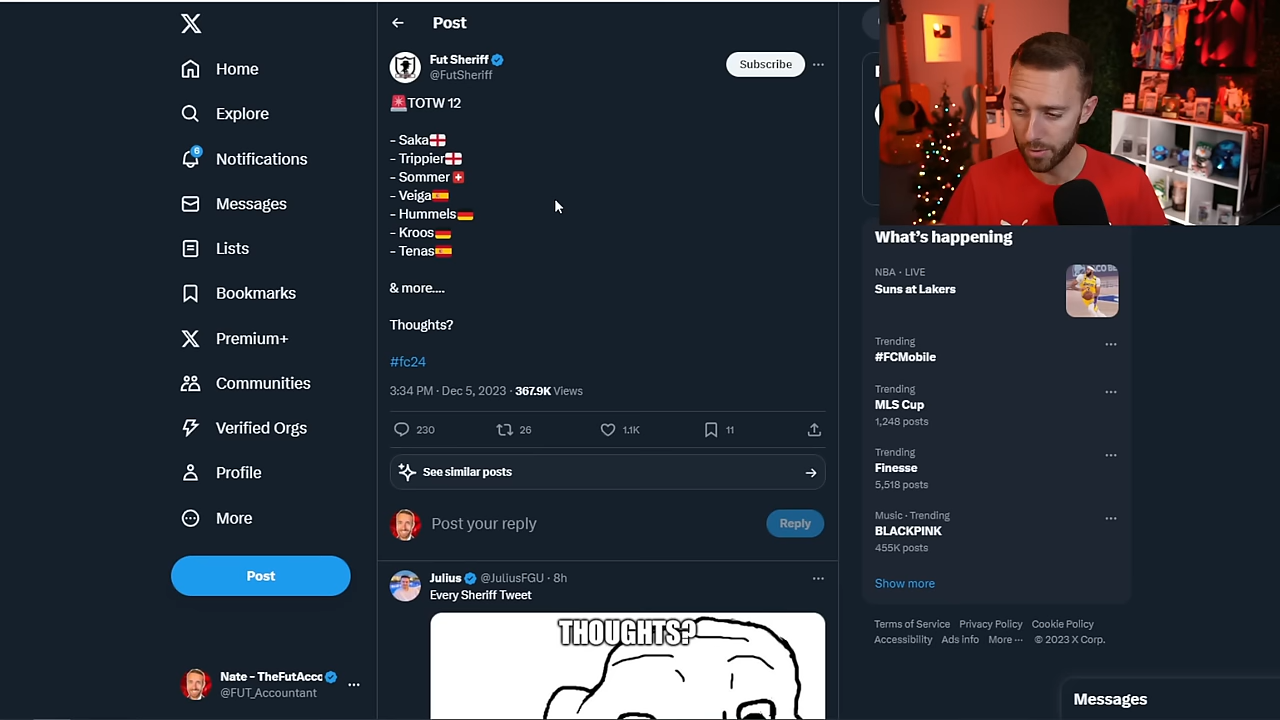 Post
Home
Explore
6
Notifications
Messages
Lists
Bookmarks
Premium+
Communities
Verified Orgs
Profile
More
Post
Nate - TheFutAcc
@FUT_Accountant
Fut Sheriff
@FutSheriff
Subscribe
🚨TOTW 12
- Saka🏴󠁧󠁢󠁥󠁮󠁧󠁿
- Trippier🏴󠁧󠁢󠁥󠁮󠁧󠁿
- Sommer🇨🇭
- Veiga🇪🇸
- Hummels🇩🇪
- Kroos🇩🇪
- Tenas🇪🇸
& more....
Thoughts?
#fc24
3:34 PM · Dec 5, 2023 · 367.9K Views
230 26 1.1K 11
See similar posts
Post your reply
Reply
Julius @JuliusFGU · 8h
Every Sheriff Tweet
THOUGHTS?
What's happening
NBA · LIVE
Suns at Lakers
Trending
#FCMobile
Trending
MLS Cup
1,248 posts
Trending
Finesse
5,518 posts
Music · Trending
BLACKPINK
455K posts
Show more
Terms of Service Privacy Policy Cookie Policy
Accessibility Ads info More ··· © 2023 X Corp.
Messages